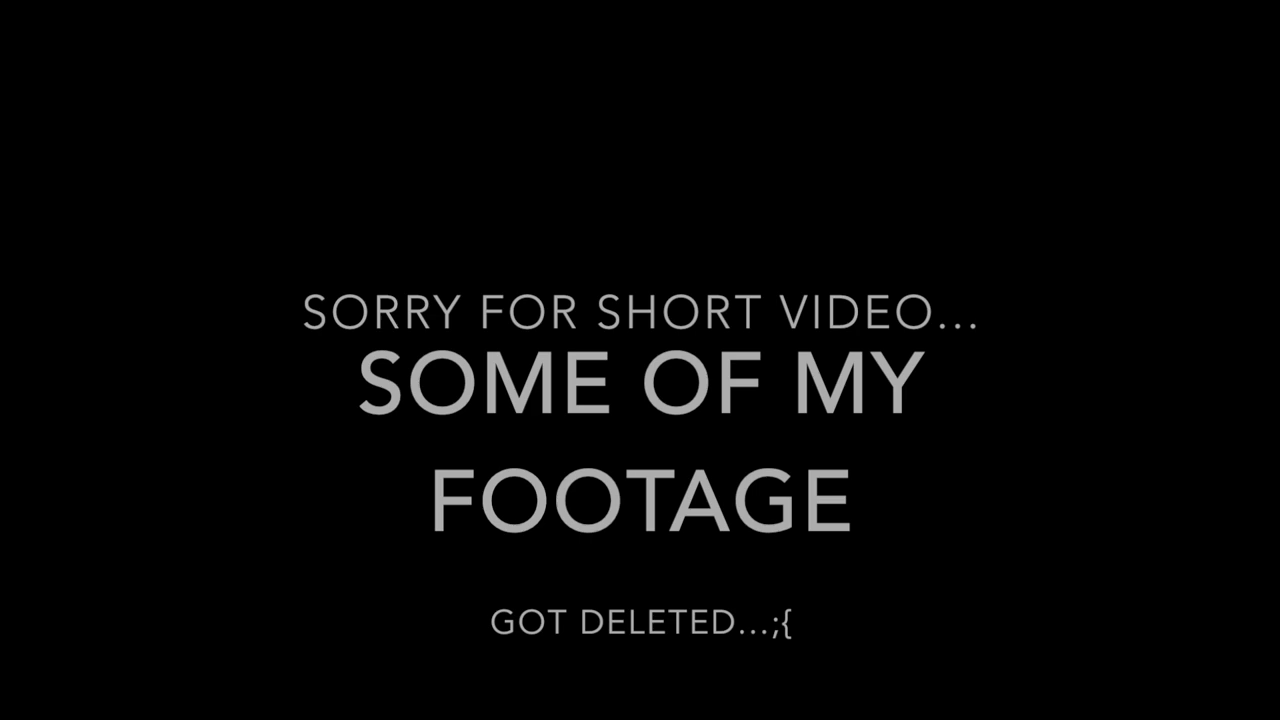 SORRY FOR SHORT VIDEO...
SOME OF MY
FOOTAGE
GOT DELETED...;{